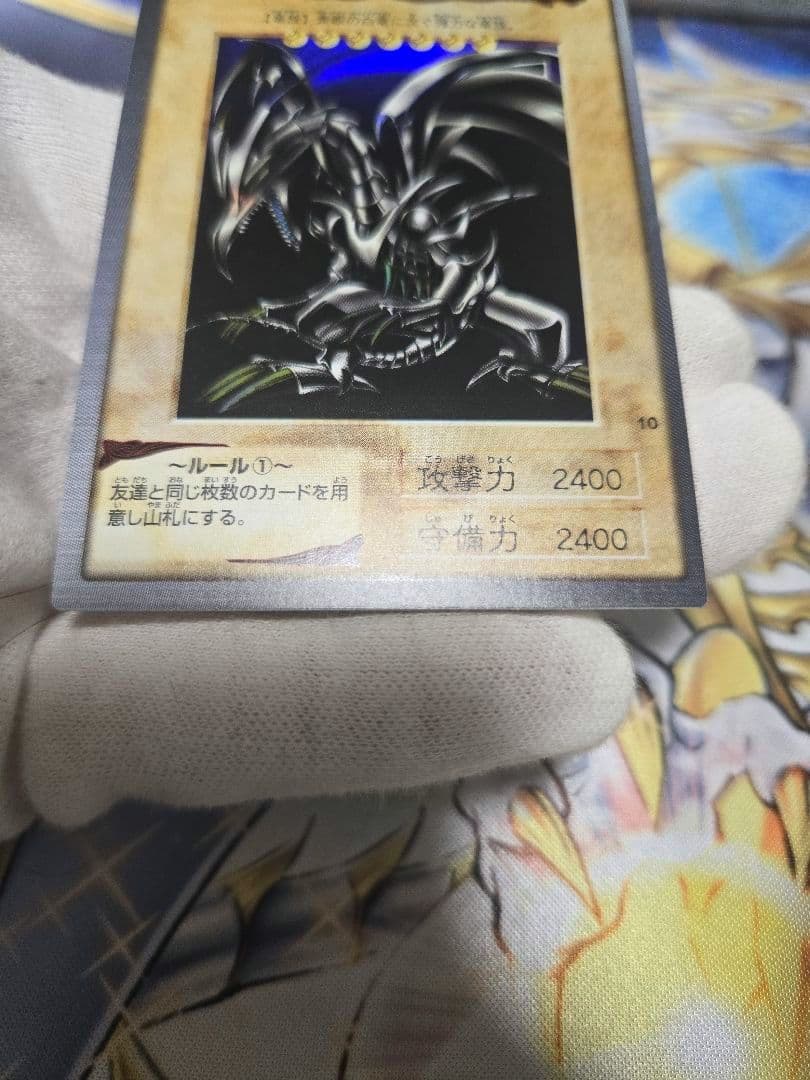 10
～ルール①～
友達と同じ枚数のカードを用
意し山札にする。
攻撃力 2400
守備力 2400